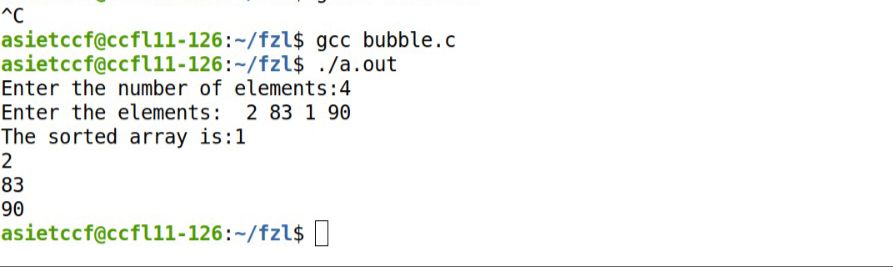 ^C
asietccf@ccfl11-126:~/fzl$ gcc bubble.c
asietccf@ccfl11-126:~/fzl$ ./a.out
Enter the number of elements:4
Enter the elements:  2 83 1 90
The sorted array is:1
2
83
90
asietccf@ccfl11-126:~/fzl$